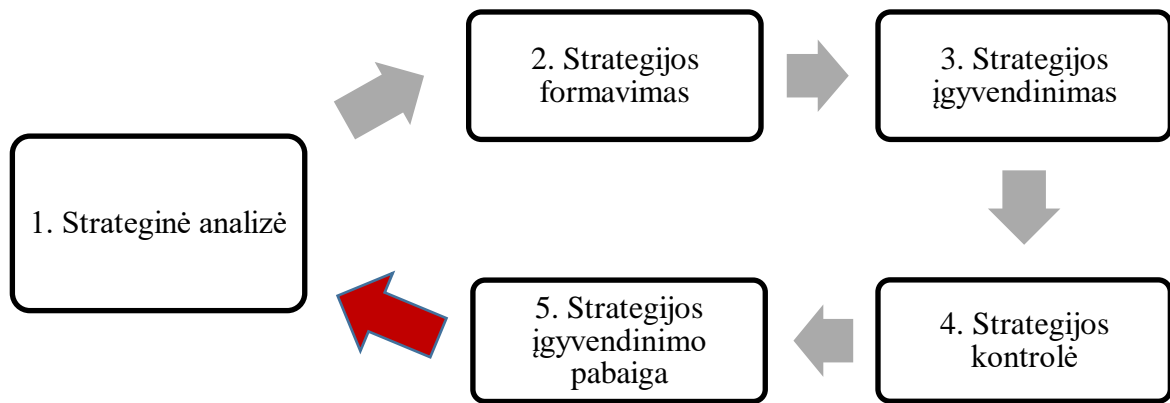 1. Strateginė analizė
2. Strategijos
formavimas
3. Strategijos
įgyvendinimas
4. Strategijos
kontrolė
5. Strategijos
įgyvendinimo
pabaiga